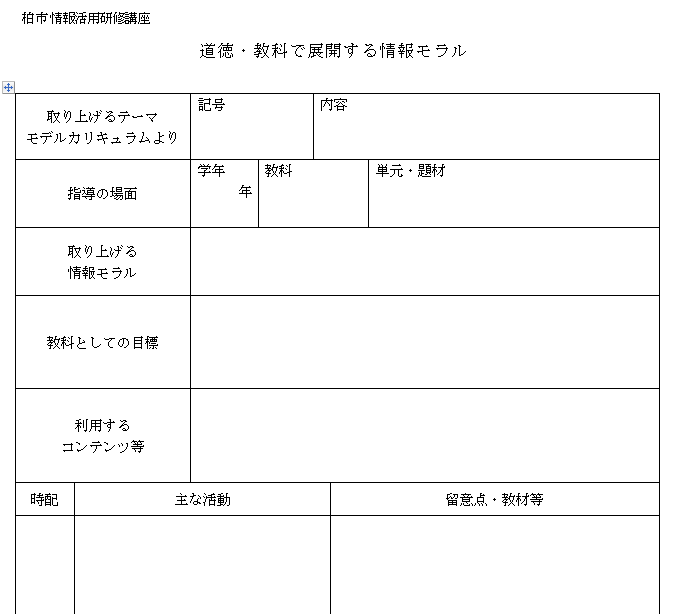 柏市情報活用研修講座
道徳・教科で展開する情報モラル
取り上げるテーマ
モデルカリキュラムより
記号
内容
指導の場面
学年
年
教科
単元・題材
取り上げる
情報モラル
教科としての目標
利用する
コンテンツ等
時配
主な活動
留意点・教材等